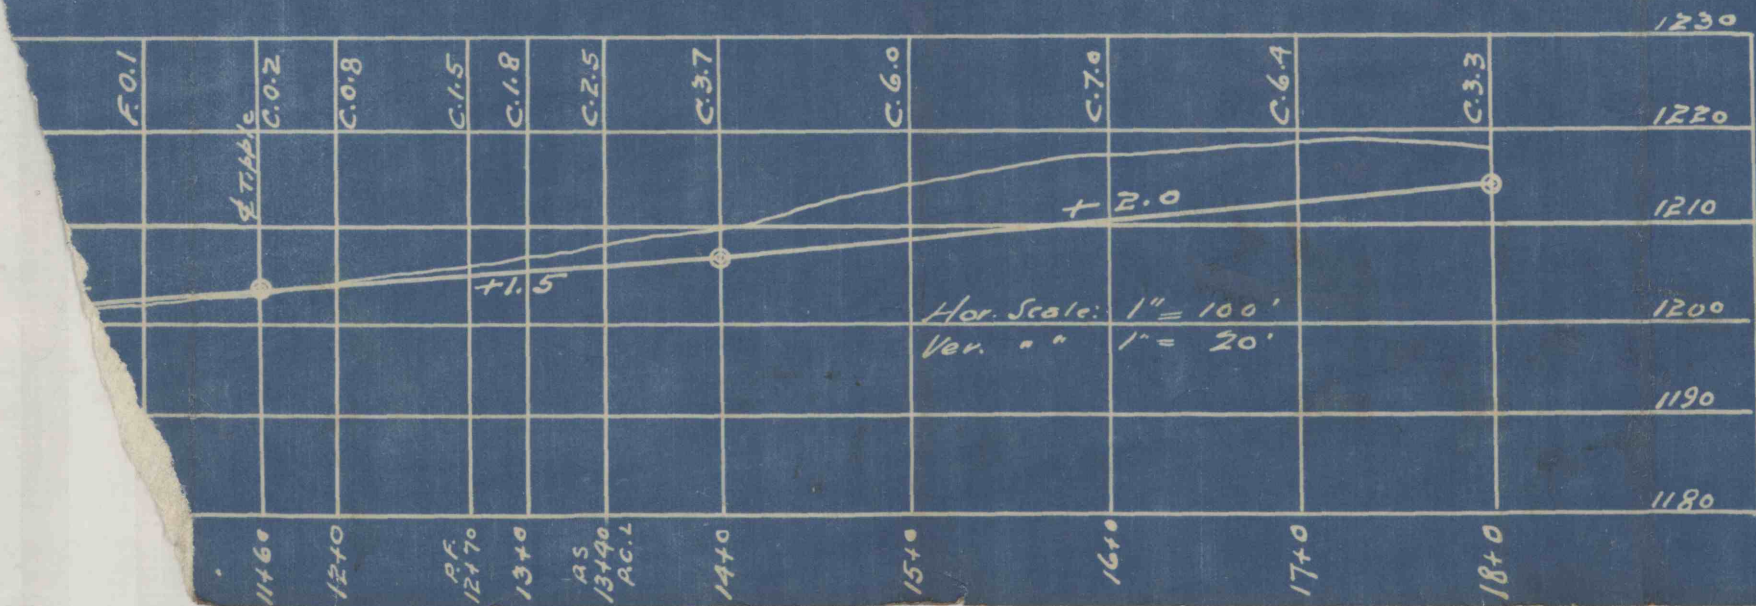 F.0.1
℄ Tipple
C.0.2
C.0.8
C.1.5
C.1.8
C.2.5
C.3.7
C.6.0
C.7.0
C.6.4
C.3.3
1230
1220
1210
1200
1190
1180
+1.5
+ 2.0
Hor. Scale: 1" = 100'
Ver. " " 1" = 20'
11+60
12+0
P.F.
12+70
13+0
P.S
13+40
P.C.L
14+0
15+0
16+0
17+0
18+0